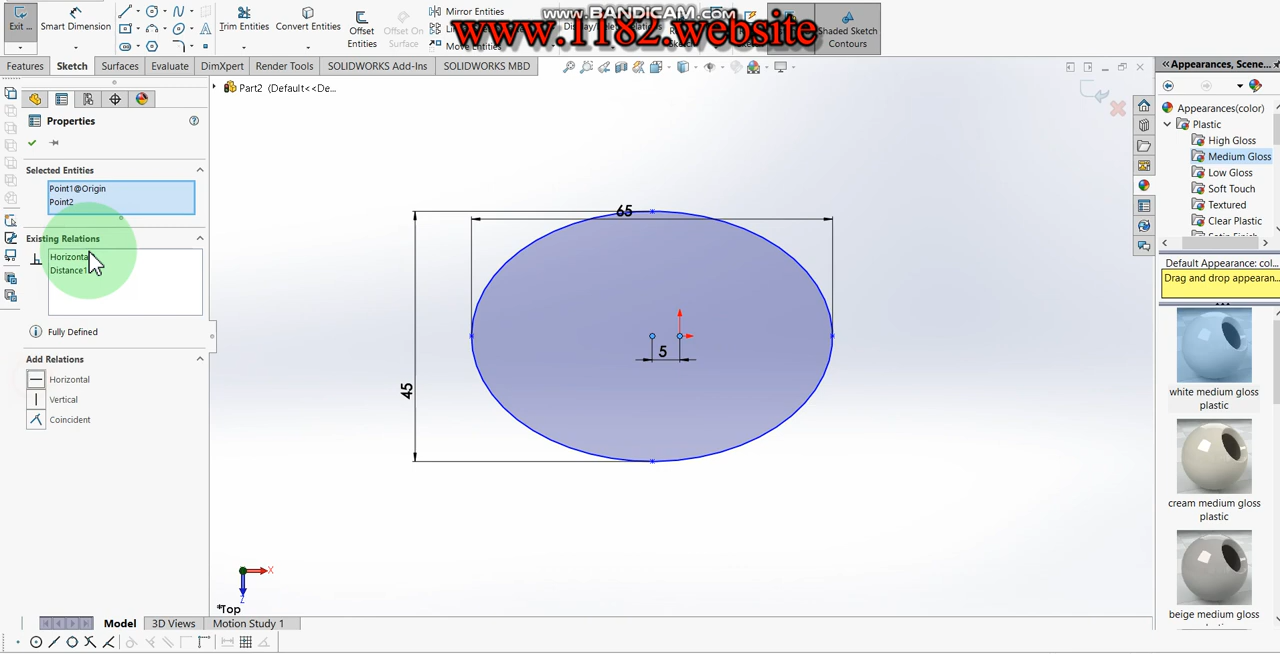 www.BANDICAM.com
www.1182.website
Exit ...
Smart Dimension
Trim Entities
Convert Entities
Offset Entities
Offset On Surface
Mirror Entities
Move Entities
Shaded Sketch Contours
Features
Sketch
Surfaces
Evaluate
DimXpert
Render Tools
SOLIDWORKS Add-Ins
SOLIDWORKS MBD
Part2 (Default<<De...
Properties
Selected Entities
Point1@Origin
Point2
Existing Relations
Horizonta
Distance1
Fully Defined
Add Relations
Horizontal
Vertical
Coincident
65
45
5
X
Z
*Top
Appearances, Scene...
Appearances(color)
Plastic
High Gloss
Medium Gloss
Low Gloss
Soft Touch
Textured
Clear Plastic
Default Appearance: col...
Drag and drop appearan...
white medium gloss
plastic
cream medium gloss
plastic
beige medium gloss
Model
3D Views
Motion Study 1